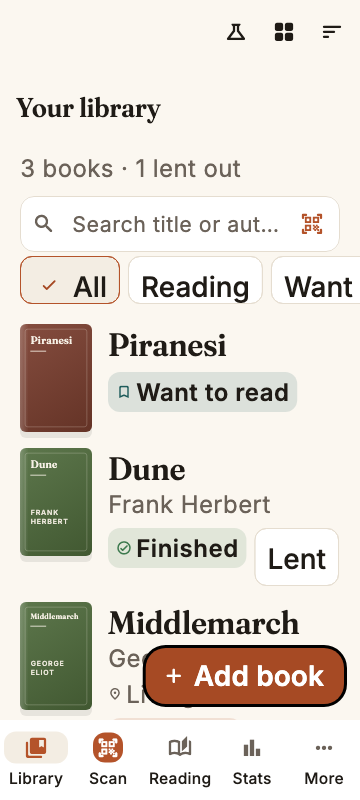 Your library
3 books · 1 lent out
Search title or aut...
All
Reading
Want
Piranesi
Piranesi
Want to read
Dune
FRANK
HERBERT
Dune
Frank Herbert
Finished
Lent
Middlemarch
GEORGE
ELIOT
Middlemarch
Add book
Library
Scan
Reading
Stats
More